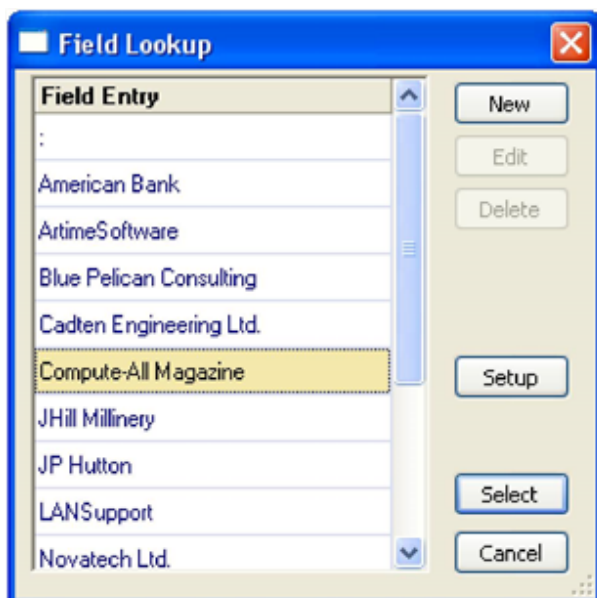 Field Lookup
Field Entry
:
American Bank
ArtimeSoftware
Blue Pelican Consulting
Cadten Engineering Ltd.
Compute-All Magazine
JHill Millinery
JP Hutton
LANSupport
Novatech Ltd.
New
Edit
Delete
Setup
Select
Cancel